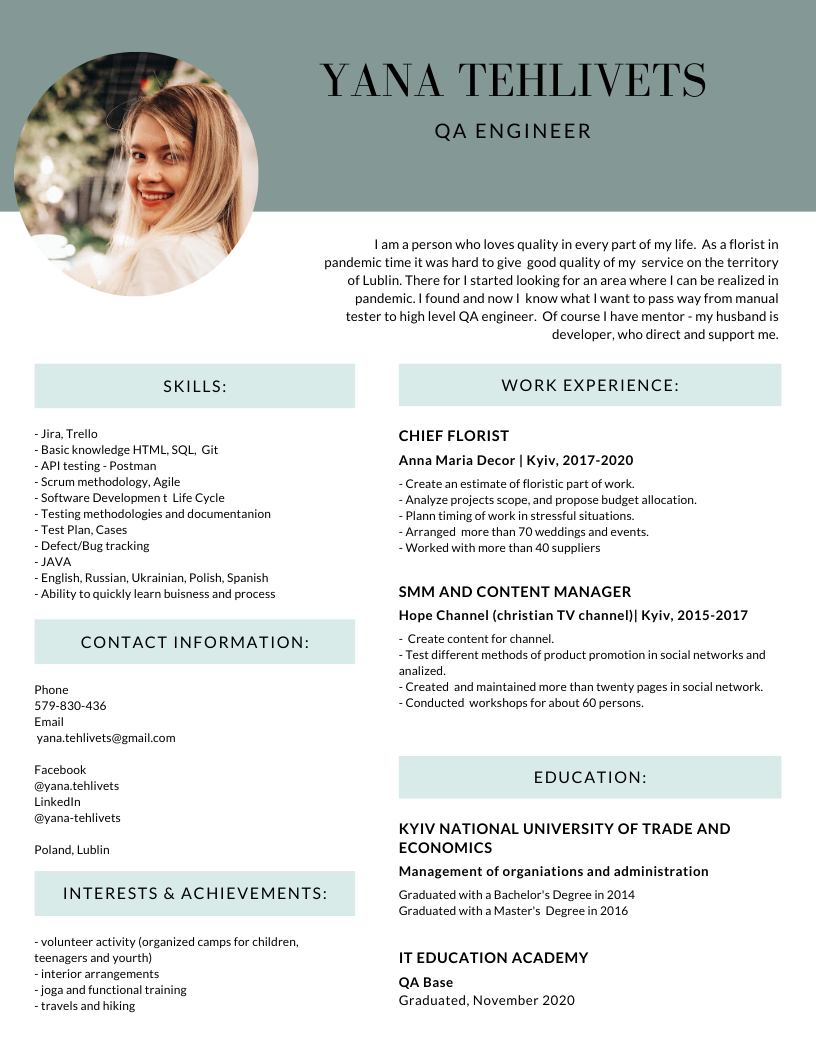 YANA TEHLIVETS
QA ENGINEER
I am a person who loves quality in every part of my life. As a florist in
pandemic time it was hard to give good quality of my service on the territory
of Lublin. There for I started looking for an area where I can be realized in
pandemic. I found and now I know what I want to pass way from manual
tester to high level QA engineer. Of course I have mentor - my husband is
developer, who direct and support me.
SKILLS:
- Jira, Trello
- Basic knowledge HTML, SQL, Git
- API testing - Postman
- Scrum methodology, Agile
- Software Developmen t Life Cycle
- Testing methodologies and documentanion
- Test Plan, Cases
- Defect/Bug tracking
- JAVA
- English, Russian, Ukrainian, Polish, Spanish
- Ability to quickly learn buisness and process
CONTACT INFORMATION:
Phone
579-830-436
Email
yana.tehlivets@gmail.com
Facebook
@yana.tehlivets
LinkedIn
@yana-tehlivets
Poland, Lublin
INTERESTS & ACHIEVEMENTS:
- volunteer activity (organized camps for children,
teenagers and yourth)
- interior arrangements
- joga and functional training
- travels and hiking
WORK EXPERIENCE:
CHIEF FLORIST
Anna Maria Decor | Kyiv, 2017-2020
- Create an estimate of floristic part of work.
- Analyze projects scope, and propose budget allocation.
- Plann timing of work in stressful situations.
- Arranged more than 70 weddings and events.
- Worked with more than 40 suppliers
SMM AND CONTENT MANAGER
Hope Channel (christian TV channel)| Kyiv, 2015-2017
- Create content for channel.
- Test different methods of product promotion in social networks and
analized.
- Created and maintained more than twenty pages in social network.
- Conducted workshops for about 60 persons.
EDUCATION:
KYIV NATIONAL UNIVERSITY OF TRADE AND
ECONOMICS
Management of organiations and administration
Graduated with a Bachelor's Degree in 2014
Graduated with a Master's Degree in 2016
IT EDUCATION ACADEMY
QA Base
Graduated, November 2020